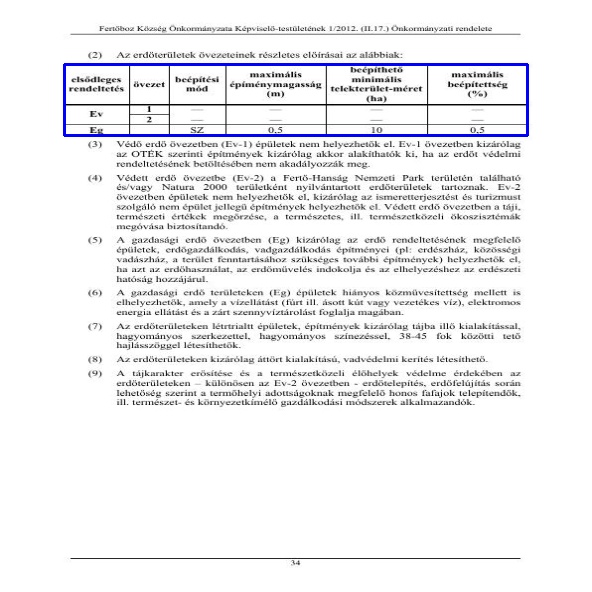 Fertőboz Község Önkormányzata Képviselő-testületének 1/2012. (II.17.) Önkormányzati rendelete
(2) Az erdőterületek övezeteinek részletes előírásai az alábbiak:
elsődleges rendeltetés övezet beépítési mód maximális építménymagasság (m) beépíthető minimális telekterület-méret (ha) maximális beépítettség (%)
Ev 1 — — — —
2 — — — —
Eg SZ 0,5 10 0,5
(3) Védő erdő övezetben (Ev-1) épületek nem helyezhetők el. Ev-1 övezetben kizárólag
az OTÉK szerinti építmények kizárólag akkor alakíthatók ki, ha az erdőt védelmi
rendeltetésének betöltésében nem akadályozzák meg.
(4) Védett erdő övezetbe (Ev-2) a Fertő-Hanság Nemzeti Park területén található
és/vagy Natura 2000 területként nyilvántartott erdőterületek tartoznak. Ev-2
övezetben épületek nem helyezhetők el, kizárólag az ismeretterjesztést és turizmust
szolgáló nem épület jellegű építmények helyezhetők el. Védett erdő övezetben a táji,
természeti értékek megőrzése, a természetes, ill. természetközeli ökoszisztémák
megóvása biztosítandó.
(5) A gazdasági erdő övezetben (Eg) kizárólag az erdő rendeltetésének megfelelő
épületek, erdőgazdálkodás, vadgazdálkodás építményei (pl: erdészház, közösségi
vadászház, a terület fenntartásához szükséges további építmények) helyezhetők el,
ha azt az erdőhasználat, az erdőművelés indokolja és az elhelyezéshez az erdészeti
hatóság hozzájárul.
(6) A gazdasági erdő területeken (Eg) épületek hiányos közművesítettség mellett is
elhelyezhetők, amely a vízellátást (fúrt ill. ásott kút vagy vezetékes víz), elektromos
energia ellátást és a zárt szennyvíztárolást foglalja magában.
(7) Az erdőterületeken létrtrialtt épületek, építmények kizárólag tájba illő kialakítással,
hagyományos szerkezettel, hagyományos színezéssel, 38-45 fok közötti tető
hajlásszöggel létesíthetők.
(8) Az erdőterületeken kizárólag áttört kialakítású, vadvédelmi kerítés létesíthető.
(9) A tájkarakter erősítése és a természetközeli élőhelyek védelme érdekében az
erdőterületeken – különösen az Ev-2 övezetben - erdőtelepítés, erdőfelújítás során
lehetőség szerint a termőhelyi adottságoknak megfelelő honos fafajok telepítendők,
ill. természet- és környezetkímélő gazdálkodási módszerek alkalmazandók.
34